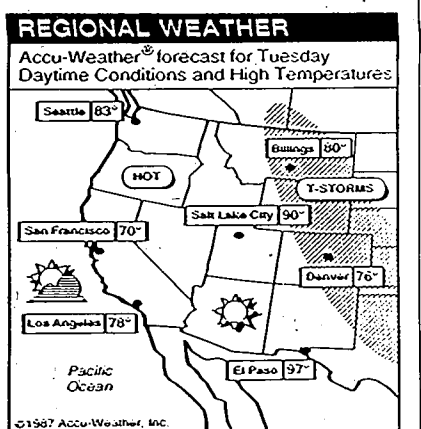 REGIONAL WEATHER
Accu-Weather® forecast for Tuesday
Daytime Conditions and High Temperatures
Seattle 83°
Billings 80°
HOT
T-STORMS
Salt Lake City 90°
San Francisco 70°
Denver 76°
Los Angeles 78°
El Paso 97°
Pacific
Ocean
©1987 Accu-Weather, Inc.